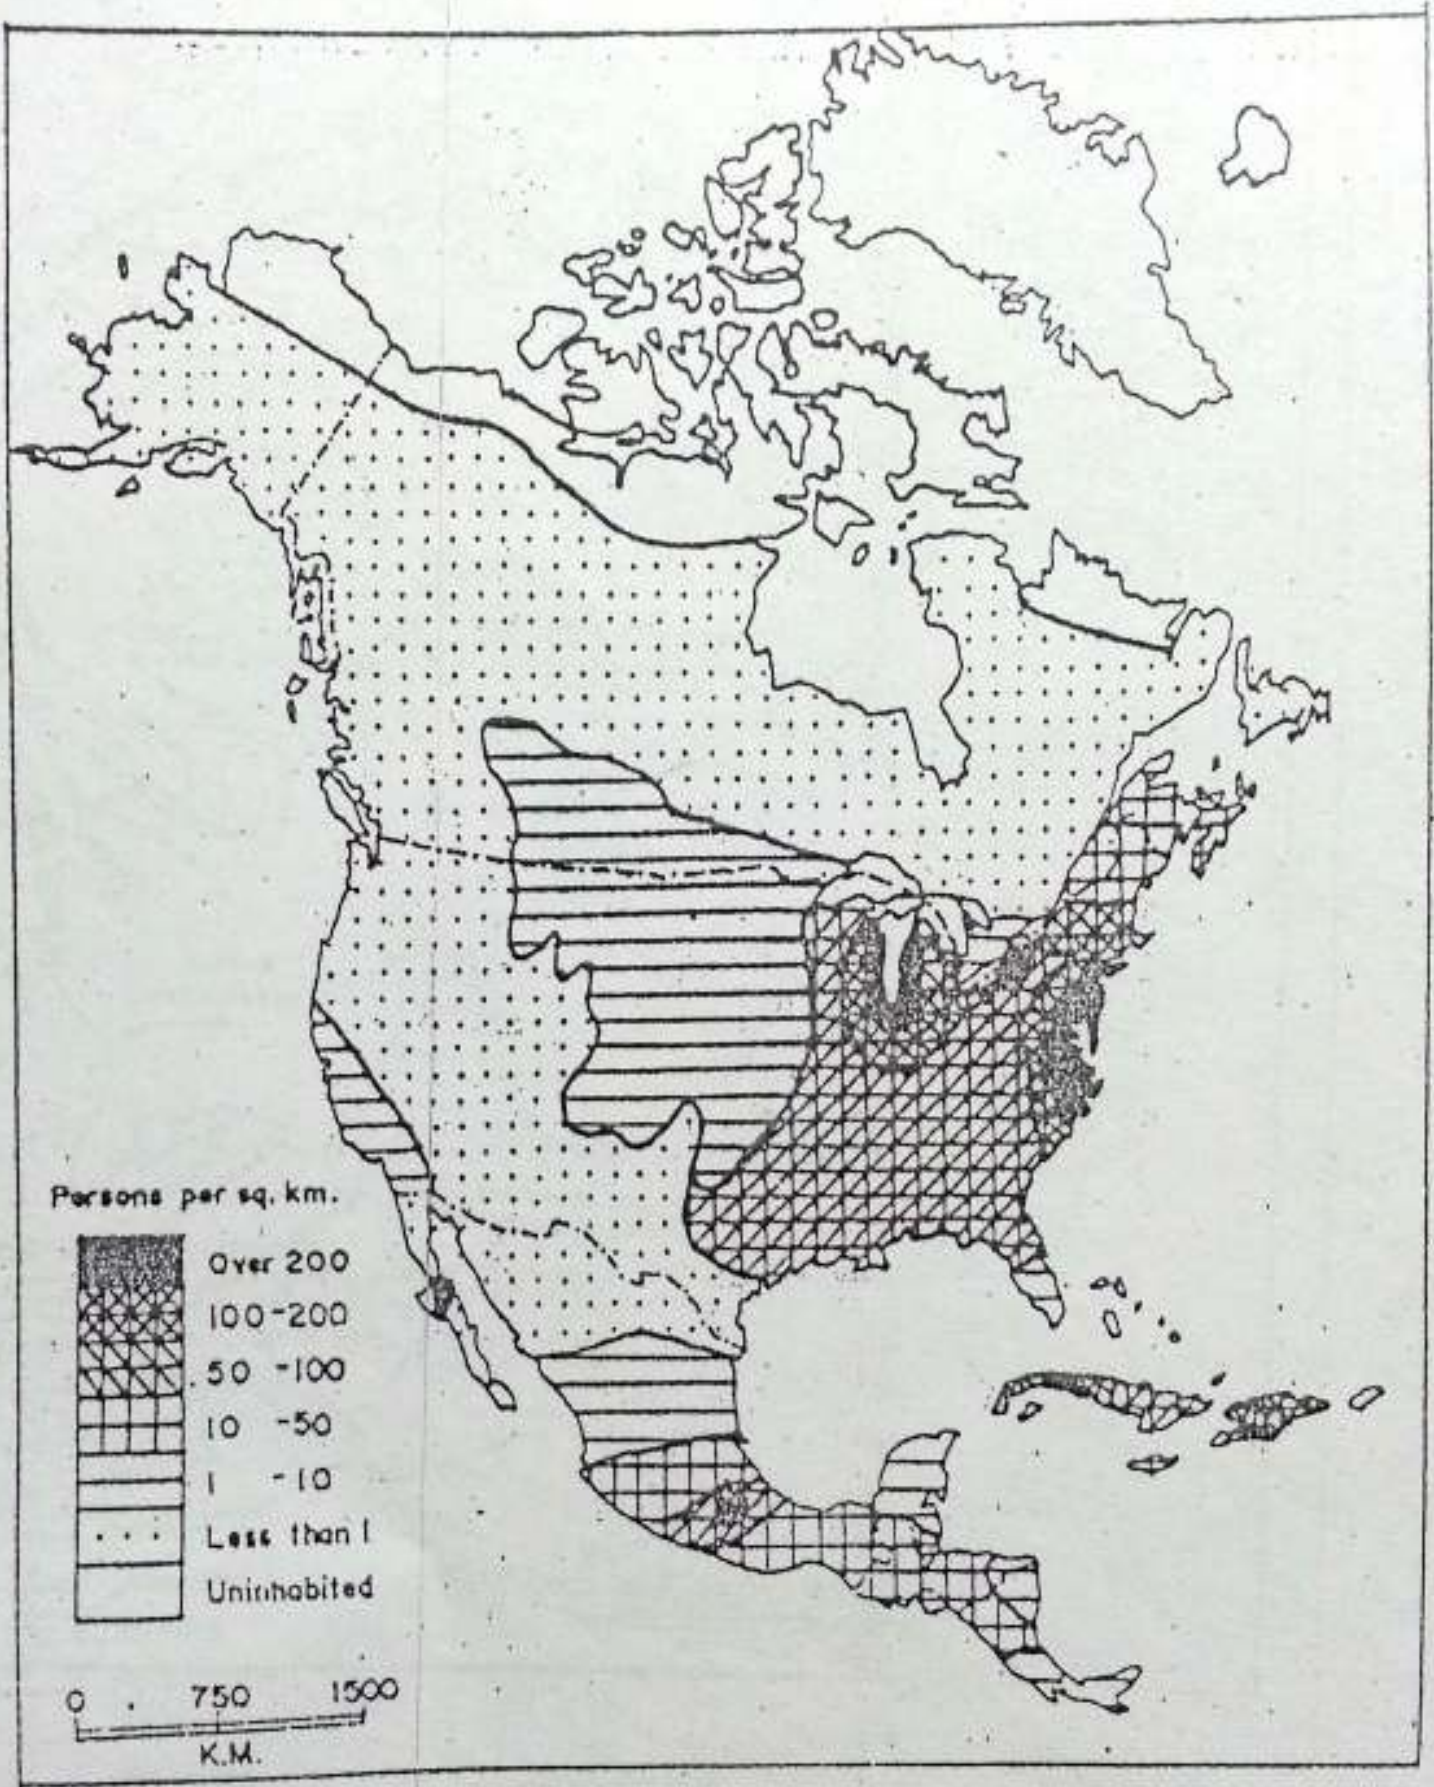 Persons per sq. km.
Over 200
100-200
50 -100
10 -50
1 -10
Less than 1
Uninhabited
0 750 1500
K.M.